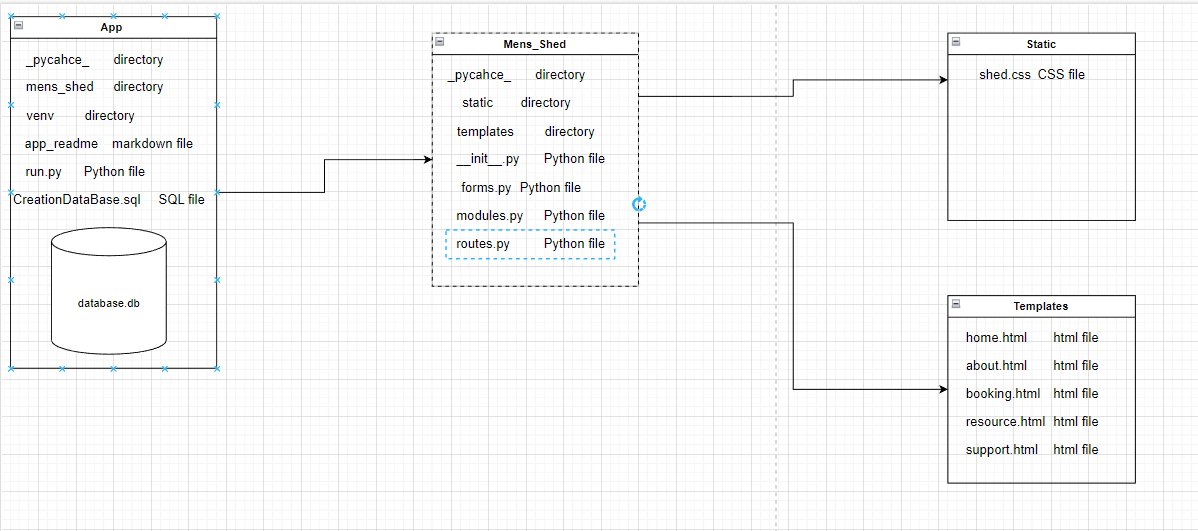 App
_pycahce_ directory
mens_shed directory
venv directory
app_readme markdown file
run.py Python file
CreationDataBase.sql SQL file
database.db
Mens_Shed
_pycahce_ directory
static directory
templates directory
__init__.py Python file
forms.py Python file
modules.py Python file
routes.py Python file
Static
shed.css CSS file
Templates
home.html html file
about.html html file
booking.html html file
resource.html html file
support.html html file